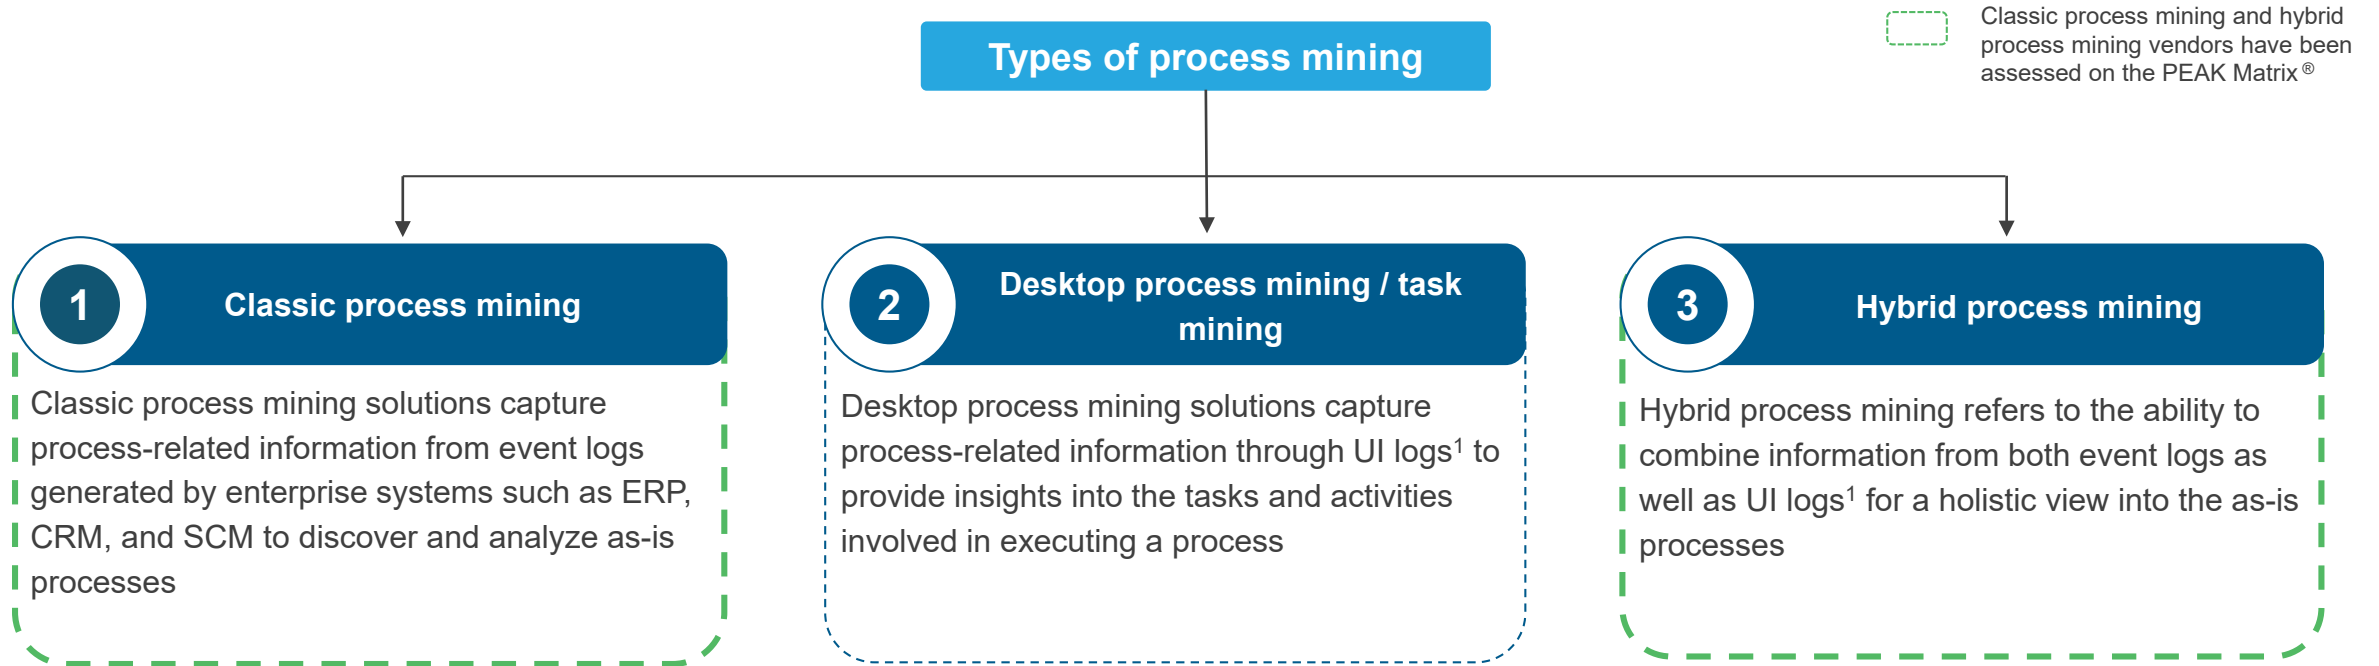 Types of process mining
Classic process mining and hybrid
process mining vendors have been
assessed on the PEAK Matrix®
1
Classic process mining
Classic process mining solutions capture
process-related information from event logs
generated by enterprise systems such as ERP,
CRM, and SCM to discover and analyze as-is
processes
2
Desktop process mining / task
mining
Desktop process mining solutions capture
process-related information through UI logs¹ to
provide insights into the tasks and activities
involved in executing a process
3
Hybrid process mining
Hybrid process mining refers to the ability to
combine information from both event logs as
well as UI logs¹ for a holistic view into the as-is
processes